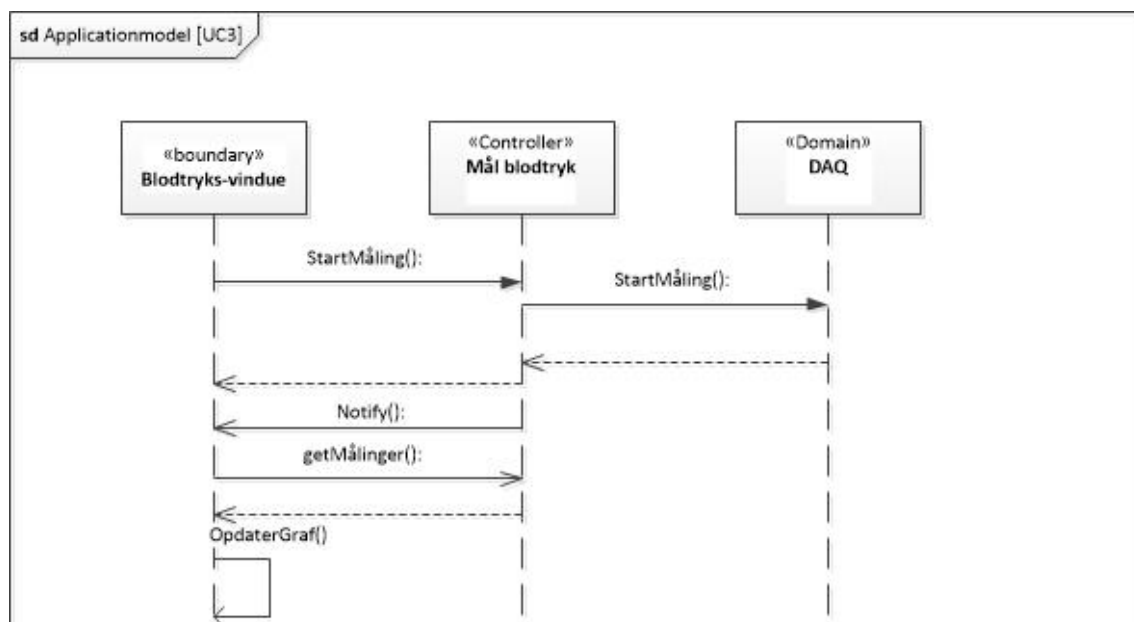 sd Applicationmodel [UC3]
«boundary»
Blodtryks-vindue
«Controller»
Mål blodtryk
«Domain»
DAQ
StartMåling():
StartMåling():
Notify():
getMålinger():
OpdaterGraf()